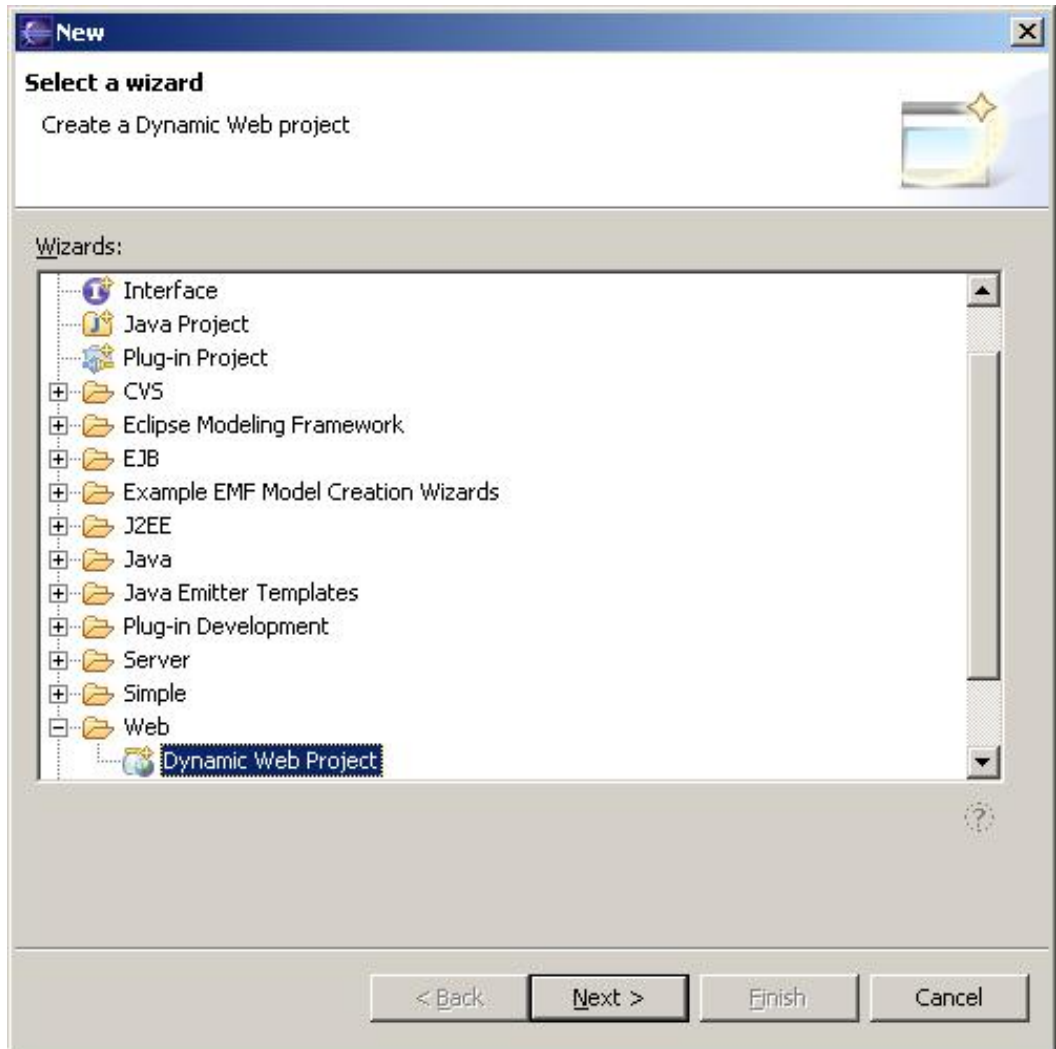 New
Select a wizard
Create a Dynamic Web project
Wizards:
Interface
Java Project
Plug-in Project
CVS
Eclipse Modeling Framework
EJB
Example EMF Model Creation Wizards
J2EE
Java
Java Emitter Templates
Plug-in Development
Server
Simple
Web
Dynamic Web Project
?
< Back Next > Finish Cancel